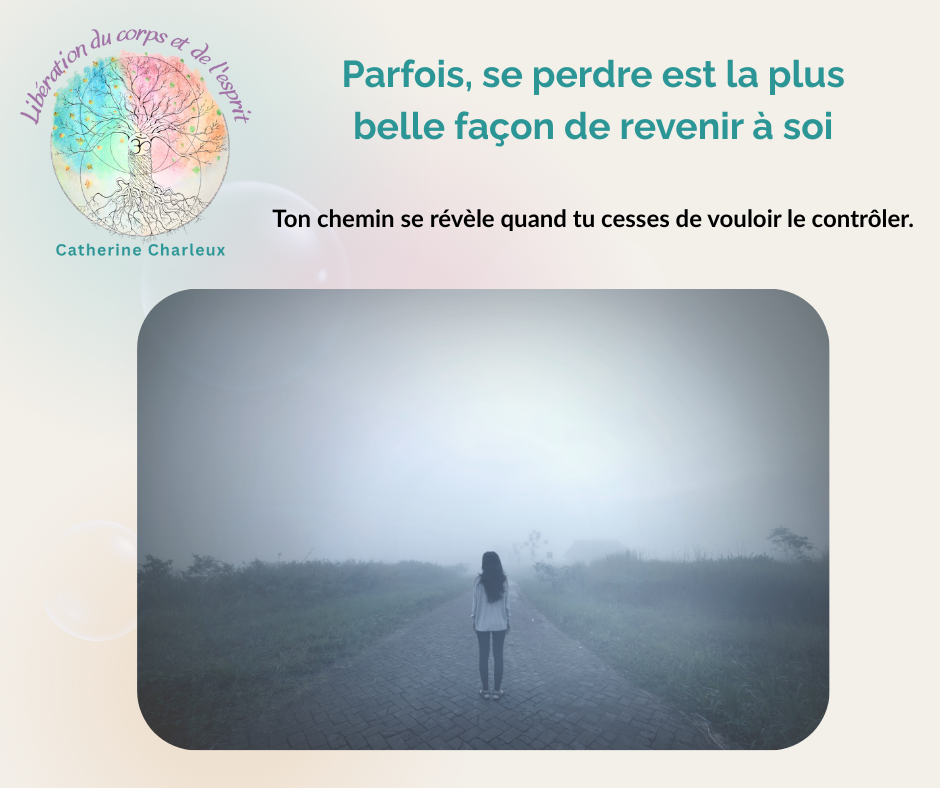 Libération du corps et de l'esprit
Catherine Charleux
Parfois, se perdre est la plus
belle façon de revenir à soi
Ton chemin se révèle quand tu cesses de vouloir le contrôler.